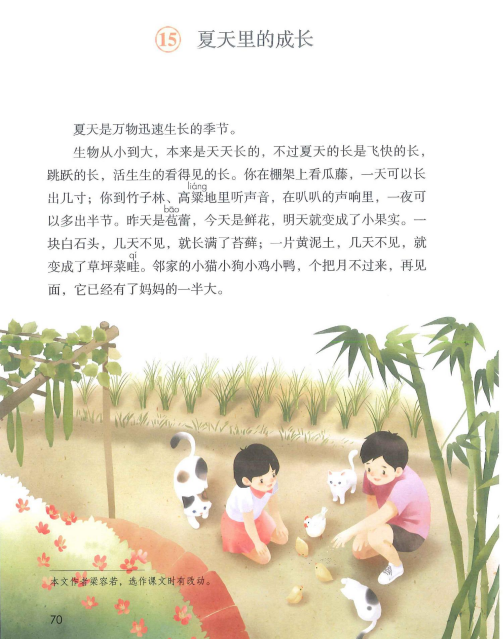 15 夏天里的成长
夏天是万物迅速生长的季节。
生物从小到大，本来是天天长的，不过夏天的长是飞快的长，
跳跃的长，活生生的看得见的长。你在棚架上看瓜藤，一天可以长
liáng
出几寸；你到竹子林、高粱地里听声音，在叭叭的声响里，一夜可
bāo
以多出半节。昨天是苞蕾，今天是鲜花，明天就变成了小果实。一
块白石头，几天不见，就长满了苔藓；一片黄泥土，几天不见，就
qí
变成了草坪菜畦。邻家的小猫小狗小鸡小鸭，个把月不过来，再见
面，它已经有了妈妈的一半大。
本文作者梁容若，选作课文时有改动。
70